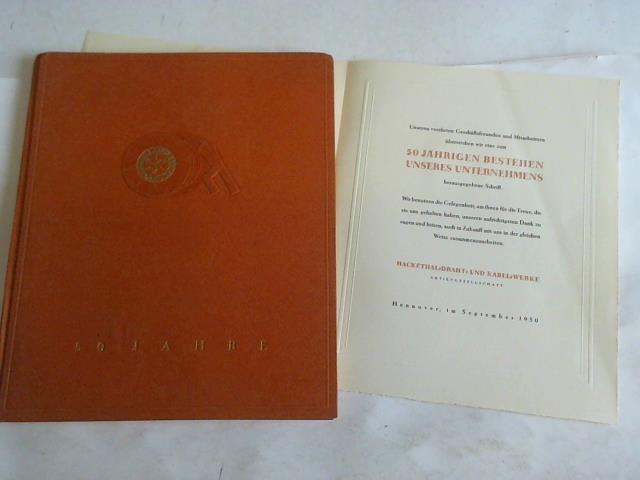 50 JAHRE
Unseren verehrten Geschäftsfreunden und Mitarbeitern
überreichen wir eine zum
50 JÄHRIGEN BESTEHEN
UNSERES UNTERNEHMENS
herausgegebene Schrift.
Wir benutzen die Gelegenheit, um Ihnen für die Treue, die
sie uns gehalten haben, unseren aufrichtigsten Dank zu
sagen und bitten, auch in Zukunft mit uns in der gleichen
Weise zusammenzuarbeiten.
HACKETHAL-DRAHT- UND KABEL-WERKE
AKTIENGESELLSCHAFT
Hannover, im September 1950